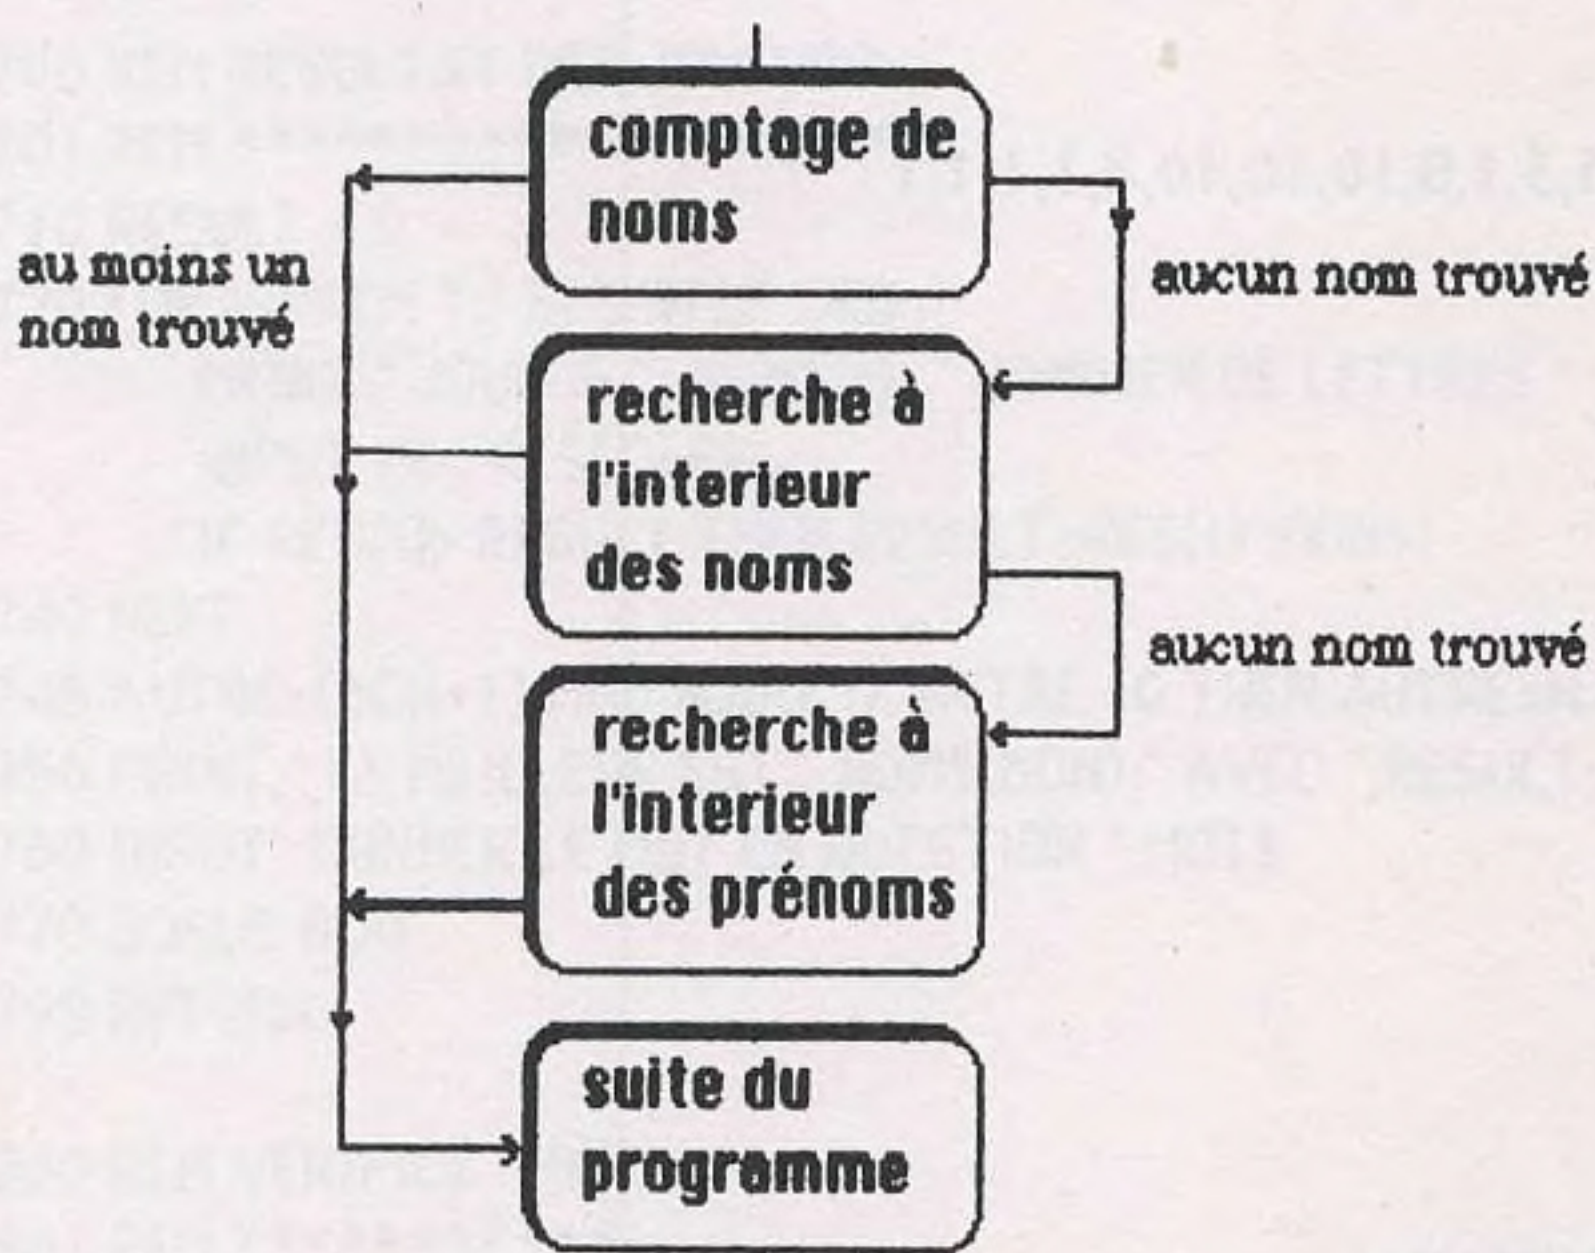 comptage de
noms
au moins un
nom trouvé
aucun nom trouvé
recherche à
l'interieur
des noms
aucun nom trouvé
recherche à
l'interieur
des prénoms
suite du
programme